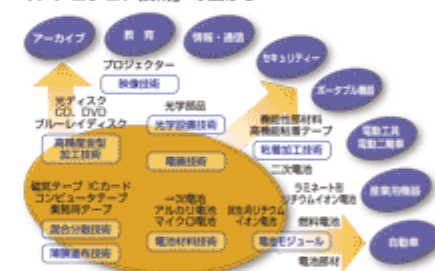 アーカイブ
教育
情報・通信
セキュリティー
ポータブル機器
電動工具
電動二輪車
産業用機器
自動車
プロジェクター
映像技術
光ディスク
CD、DVD
ブルーレイディスク
高精度金型
加工技術
光学部品
光学設備技術
電鋳技術
機能性部材料
高機能粘着テープ
粘着加工技術
二次電池
ラミネート形
リチウムイオン電池
磁気テープ ICカード
コンピュータテープ
業務用テープ
混合分散技術
薄膜塗布技術
一次電池
アルカリ電池
マイクロ電池
電池材料技術
民生用リチウム
イオン電池
電池モジュール
燃料電池
電池部材